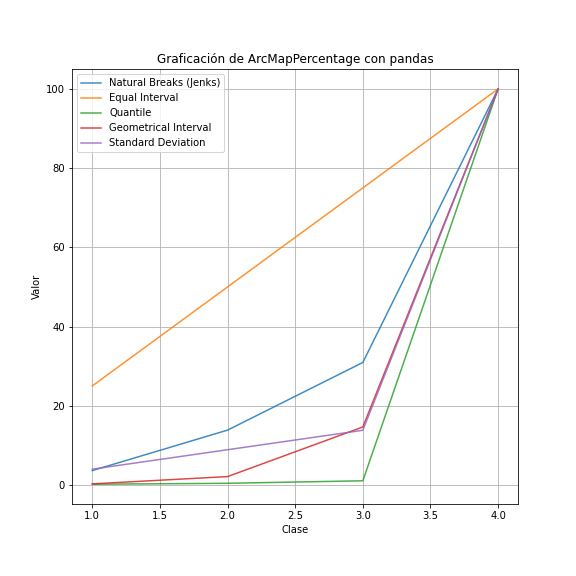 Graficación de ArcMapPercentage con pandas
Natural Breaks (Jenks)
Equal Interval
Quantile
Geometrical Interval
Standard Deviation
100
80
60
40
20
0
Valor
1.0 1.5 2.0 2.5 3.0 3.5 4.0
Clase